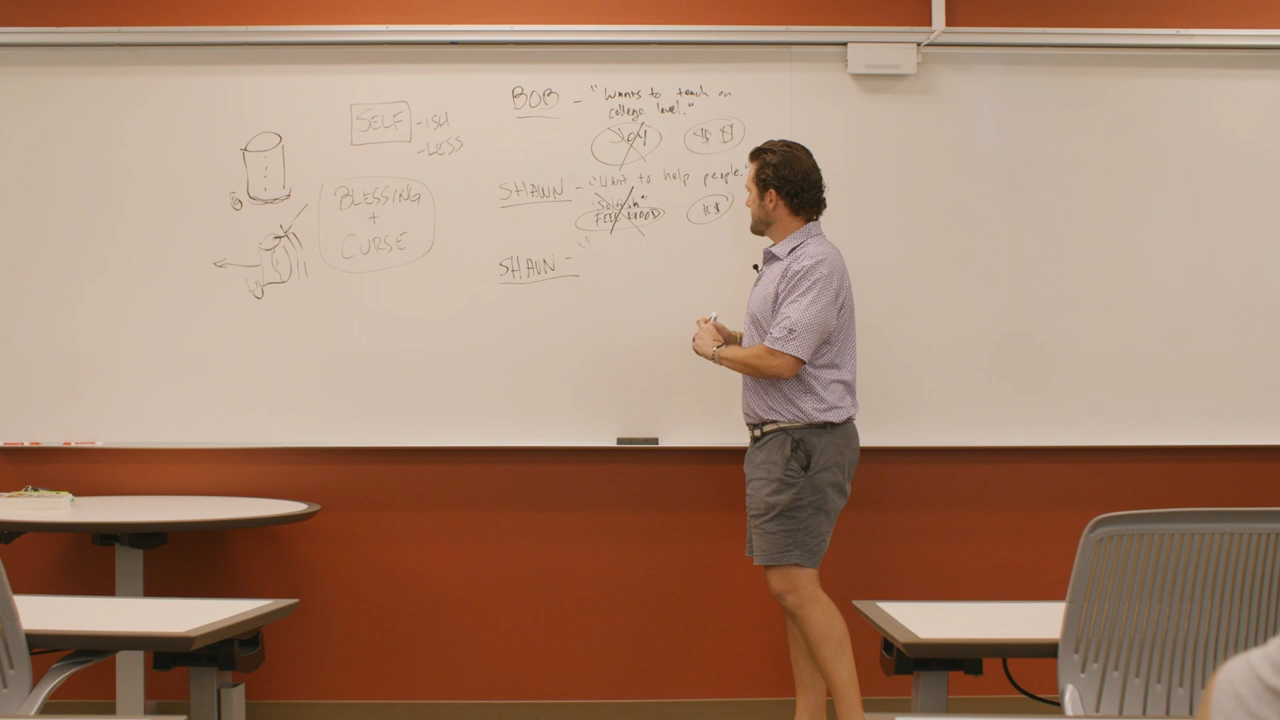 SELF -ISH
-LESS
BLESSING
+
CURSE
BOB - "Wants to teach on
college level."
$ $
SHAWN - "Want to help people."
Selfish"
FEEL GOOD
$$
SHAUN - "